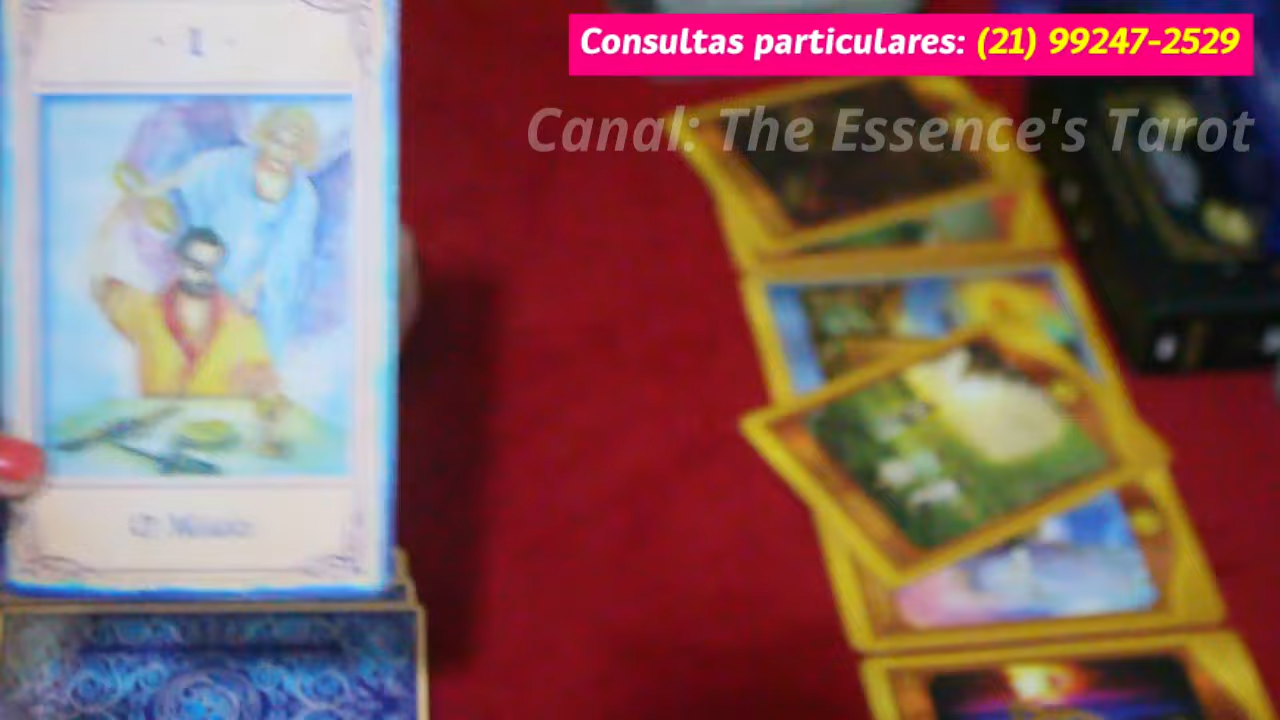 Consultas particulares: (21) 99247-2529
Canal: The Essence's Tarot
I